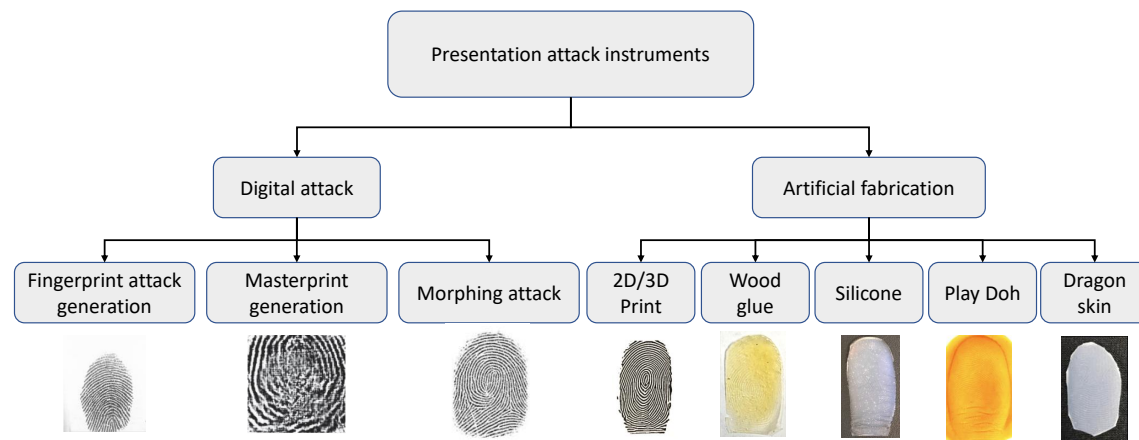 Presentation attack instruments
Digital attack
Artificial fabrication
Fingerprint attack
generation
Masterprint
generation
Morphing attack
2D/3D
Print
Wood
glue
Silicone
Play Doh
Dragon
skin